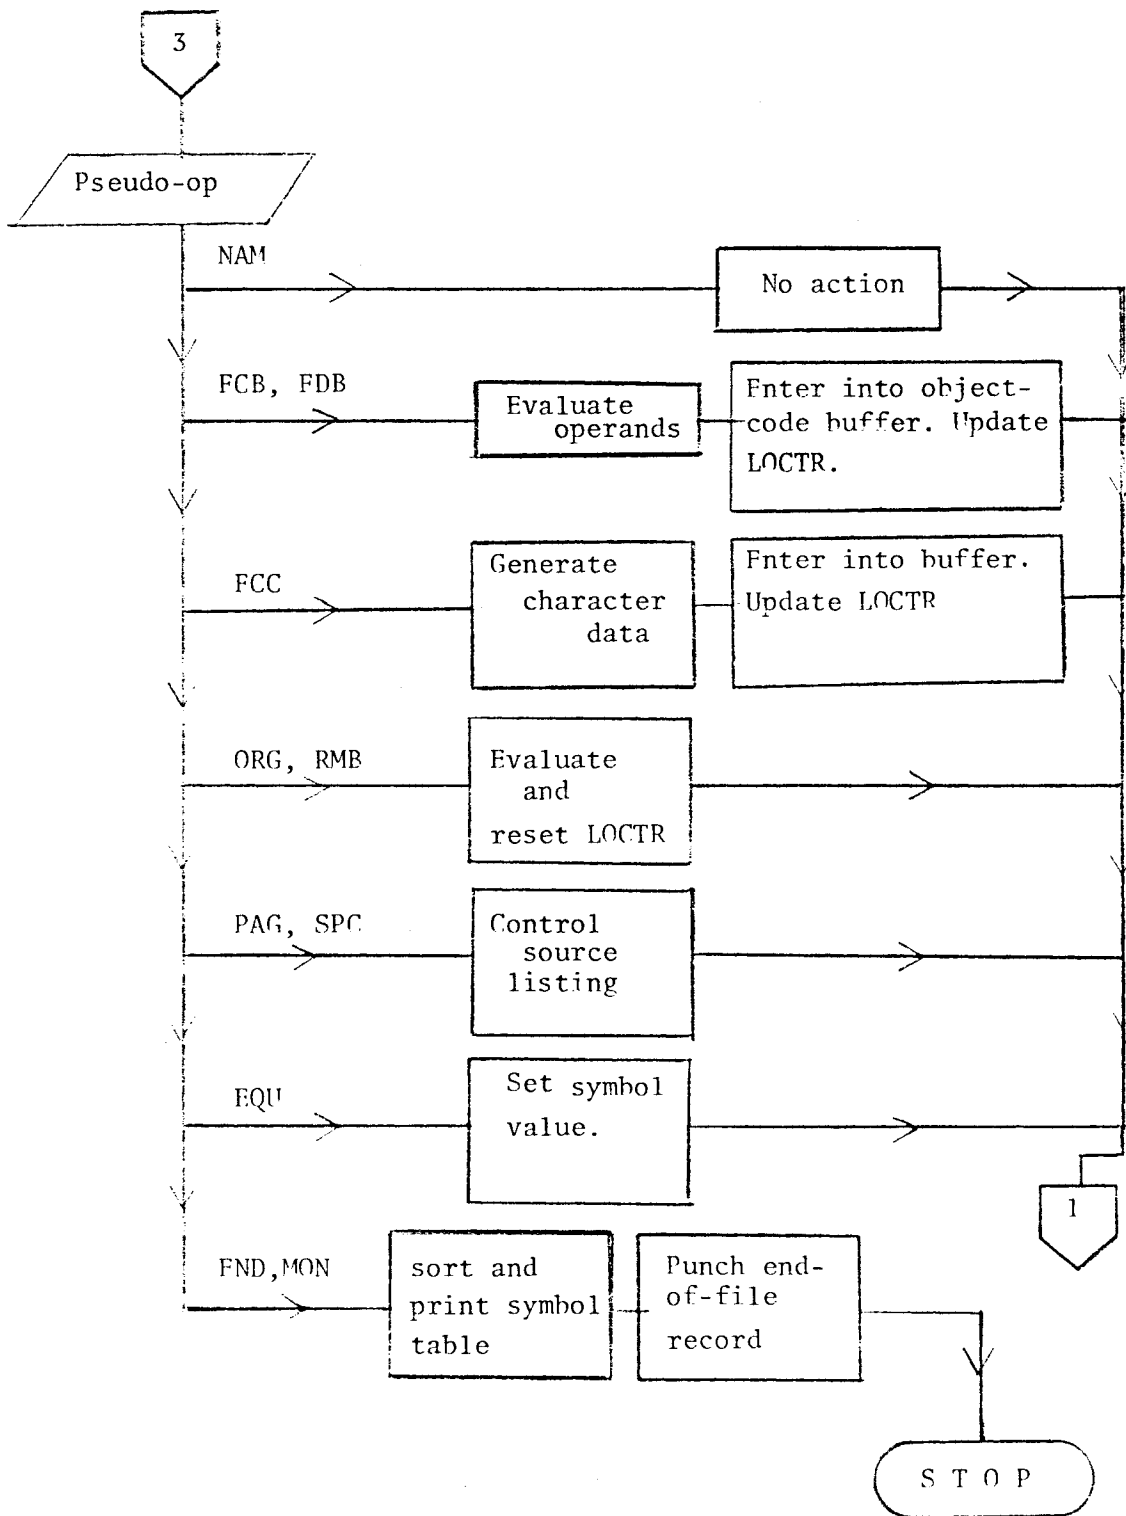 3
Pseudo-op
NAM
No action
FCB, FDB
Evaluate
operands
Enter into object-
code buffer. Update
LOCTR.
FCC
Generate
character
data
Enter into buffer.
Update LOCTR
ORG, RMB
Evaluate
and
reset LOCTR
PAG, SPC
Control
source
listing
EQU
Set symbol
value.
1
END,MON
sort and
print symbol
table
Punch end-
of-file
record
S T O P